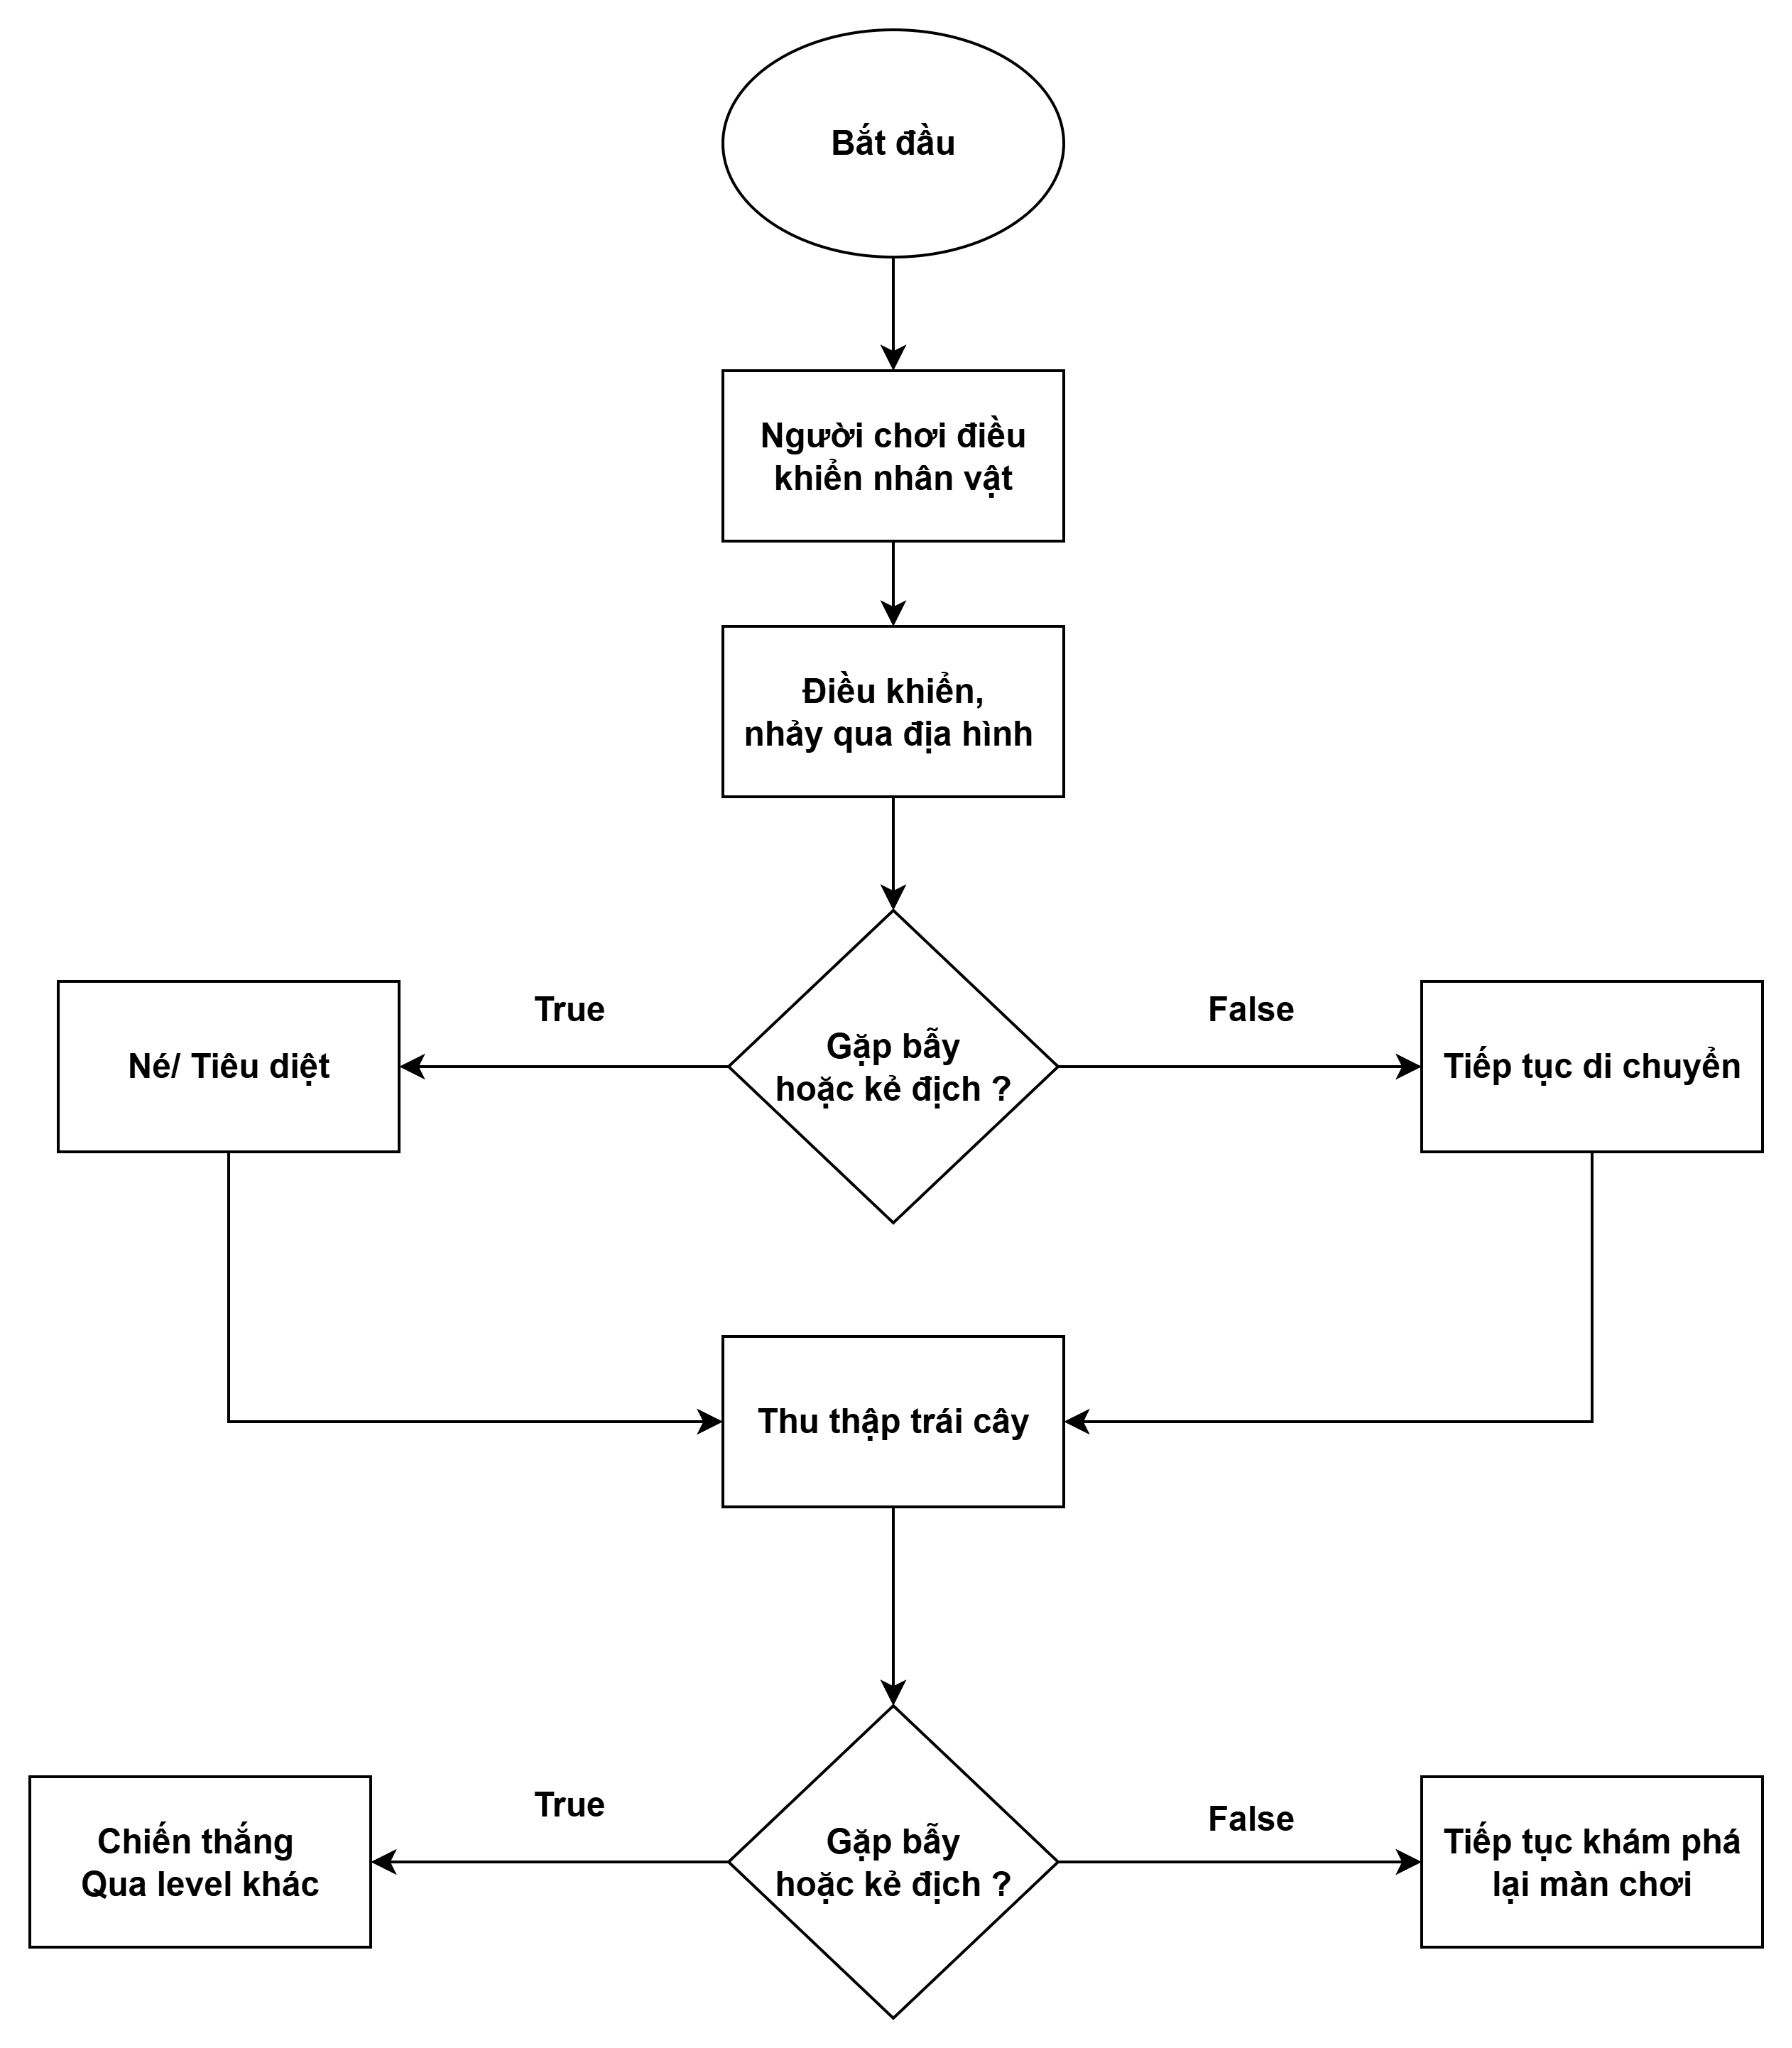 Bắt đầu
Người chơi điều
khiển nhân vật
Điều khiển,
nhảy qua địa hình
True
False
Né/ Tiêu diệt
Gặp bẫy
hoặc kẻ địch ?
Tiếp tục di chuyển
Thu thập trái cây
True
False
Chiến thắng
Qua level khác
Gặp bẫy
hoặc kẻ địch ?
Tiếp tục khám phá
lại màn chơi